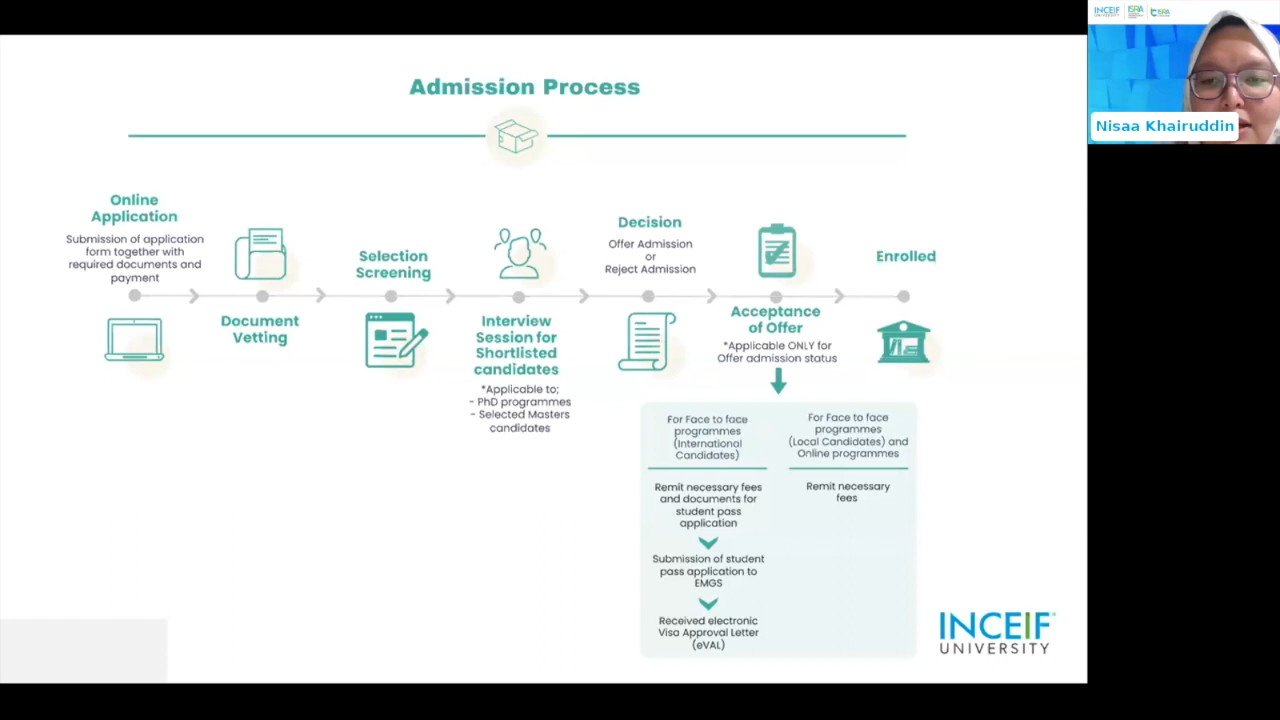 Admission Process
Online
Application
Submission of application
form together with
required documents and
payment
Document
Vetting
Selection
Screening
Interview
Session for
Shortlisted
candidates
*Applicable to;
- PhD programmes
- Selected Masters
candidates
Decision
Offer Admission
or
Reject Admission
Acceptance
of Offer
*Applicable ONLY for
Offer admission status
Enrolled
For Face to face
programmes
(International
Candidates)
Remit necessary fees
and documents for
student pass
application
Submission of student
pass application to
EMGS
Received electronic
Visa Approval Letter
(eVAL)
For Face to face
programmes
(Local Candidates) and
Online programmes
Remit necessary
fees
INCEIF
UNIVERSITY
INCEIF
UNIVERSITY
ISRA
Nisaa Khairuddin